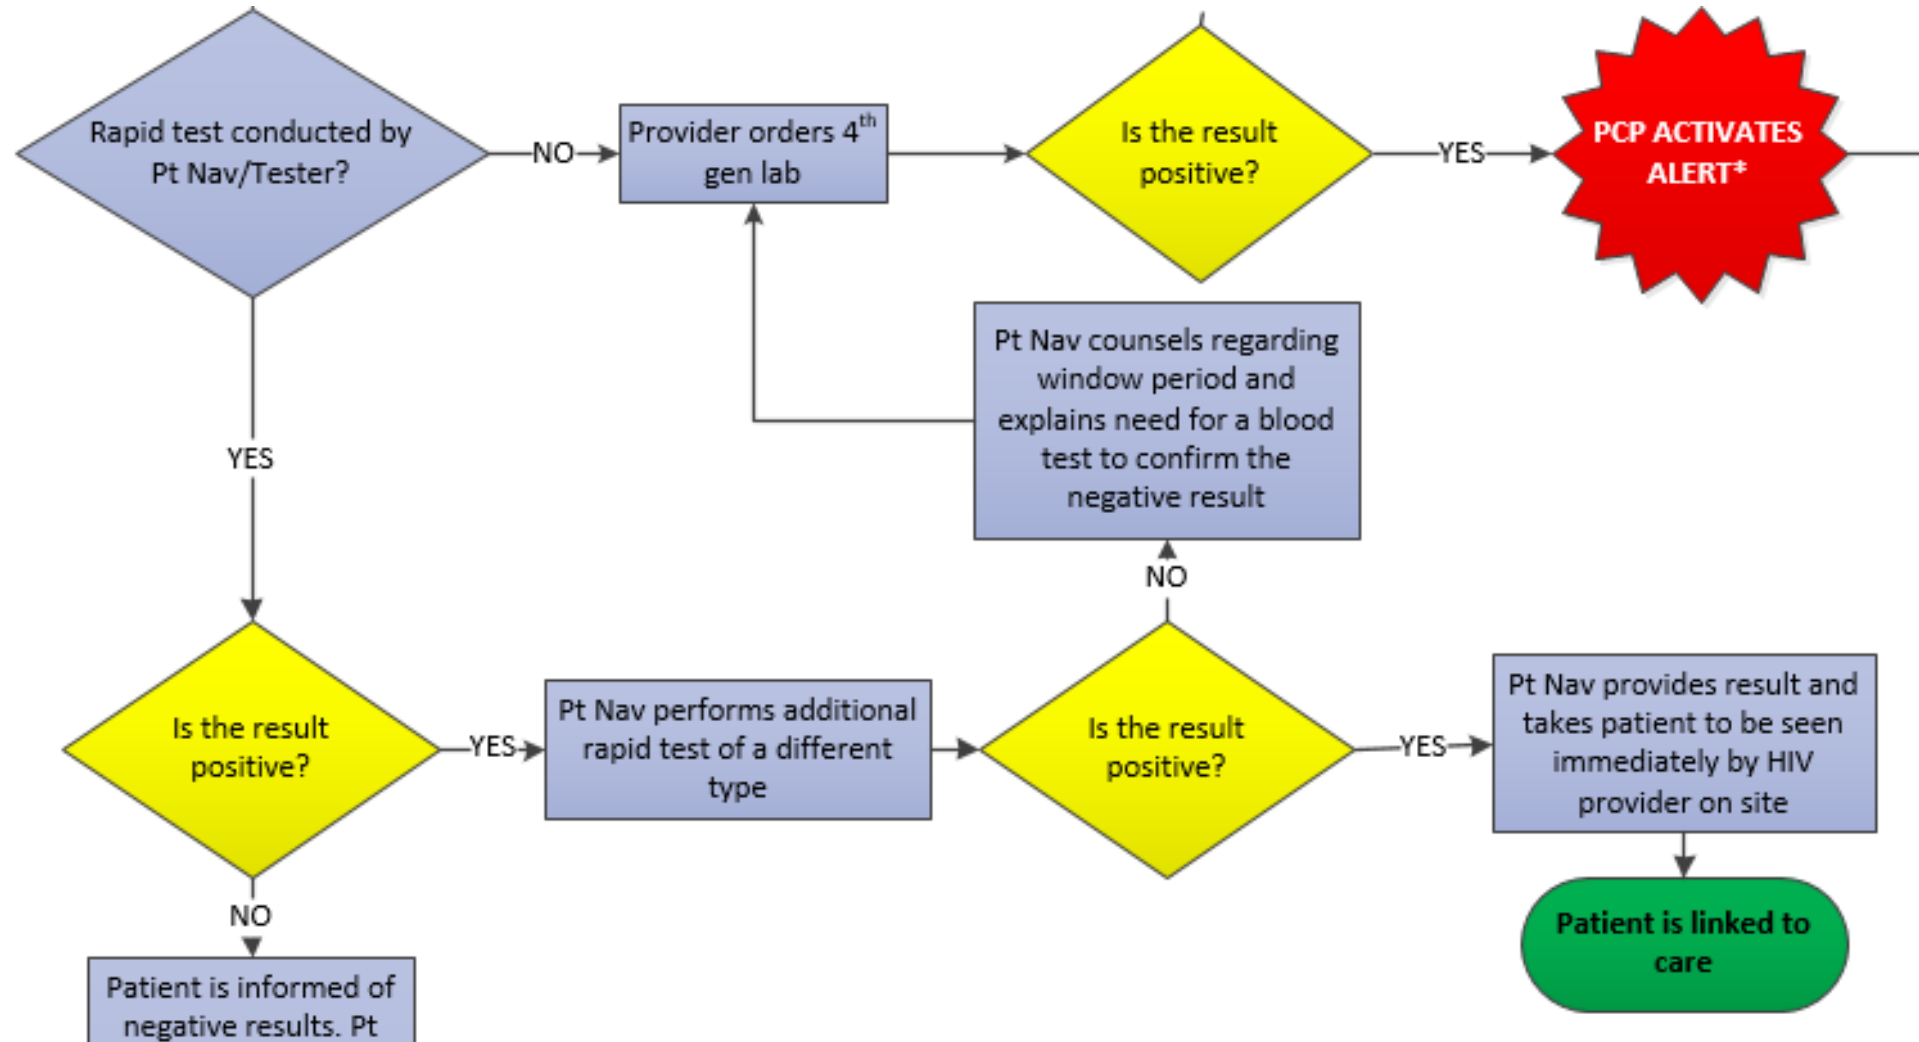 Rapid test conducted by
Pt Nav/Tester?
NO
Provider orders 4th
gen lab
Is the result
positive?
YES
PCP ACTIVATES
ALERT*
YES
Pt Nav counsels regarding
window period and
explains need for a blood
test to confirm the
negative result
NO
Is the result
positive?
YES
Pt Nav performs additional
rapid test of a different
type
Is the result
positive?
YES
Pt Nav provides result and
takes patient to be seen
immediately by HIV
provider on site
NO
Patient is informed of
negative results. Pt
Patient is linked to
care